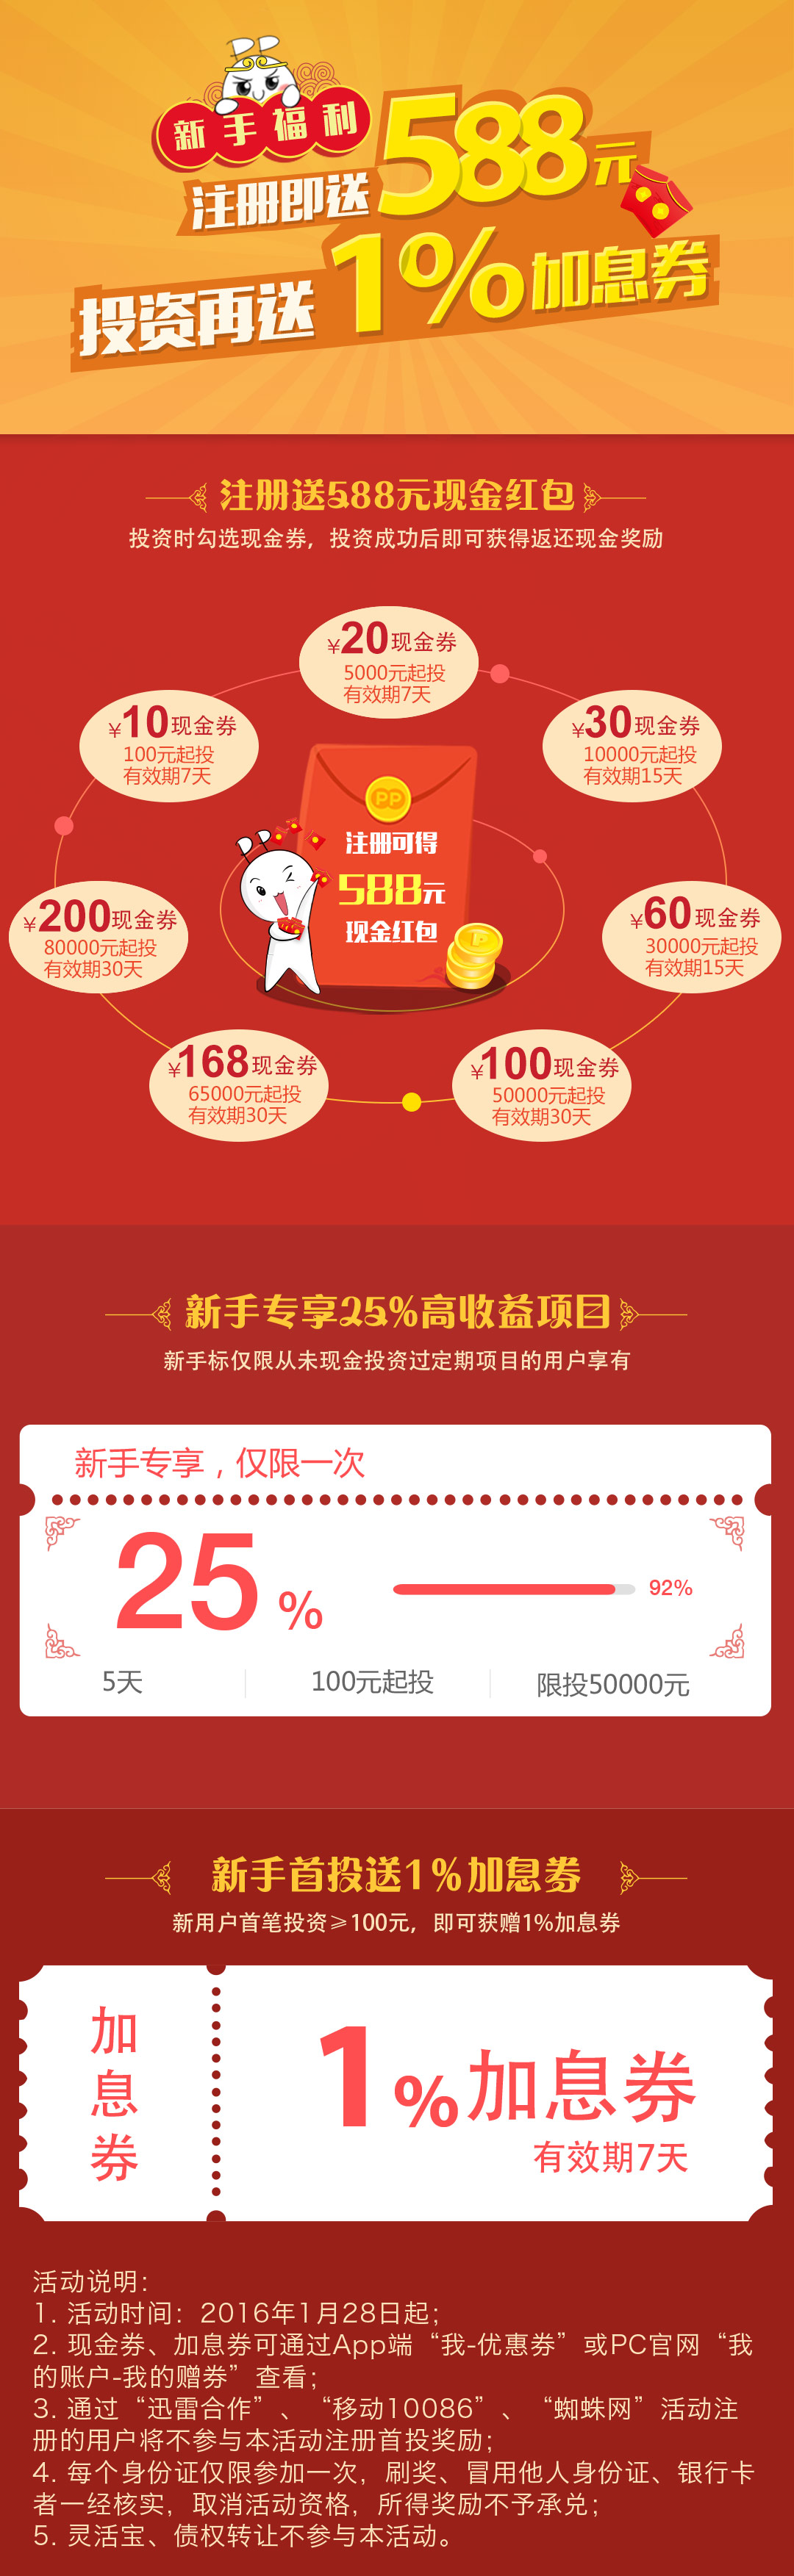 新手福利
注册即送588元
投资再送1%加息券
注册送588元现金红包
投资时勾选现金券，投资成功后即可获得返还现金奖励
¥20现金券
5000元起投
有效期7天
¥10现金券
100元起投
有效期7天
¥30现金券
10000元起投
有效期15天
PP
注册可得
588元
现金红包
P
¥200现金券
80000元起投
有效期30天
¥60现金券
30000元起投
有效期15天
¥168现金券
65000元起投
有效期30天
¥100现金券
50000元起投
有效期30天
新手专享25%高收益项目
新手标仅限从未现金投资过定期项目的用户享有
新手专享，仅限一次
25%
92%
5天
100元起投
限投50000元
新手首投送1%加息券
新用户首笔投资≥100元，即可获赠1%加息券
加息券
1%加息券
有效期7天
活动说明：
1. 活动时间：2016年1月28日起；
2. 现金券、加息券可通过App端“我-优惠券”或PC官网“我
的账户-我的赠券”查看；
3. 通过“迅雷合作”、“移动10086”、“蜘蛛网”活动注
册的用户将不参与本活动注册首投奖励；
4. 每个身份证仅限参加一次，刷奖、冒用他人身份证、银行卡
者一经核实，取消活动资格，所得奖励不予承兑；
5. 灵活宝、债权转让不参与本活动。